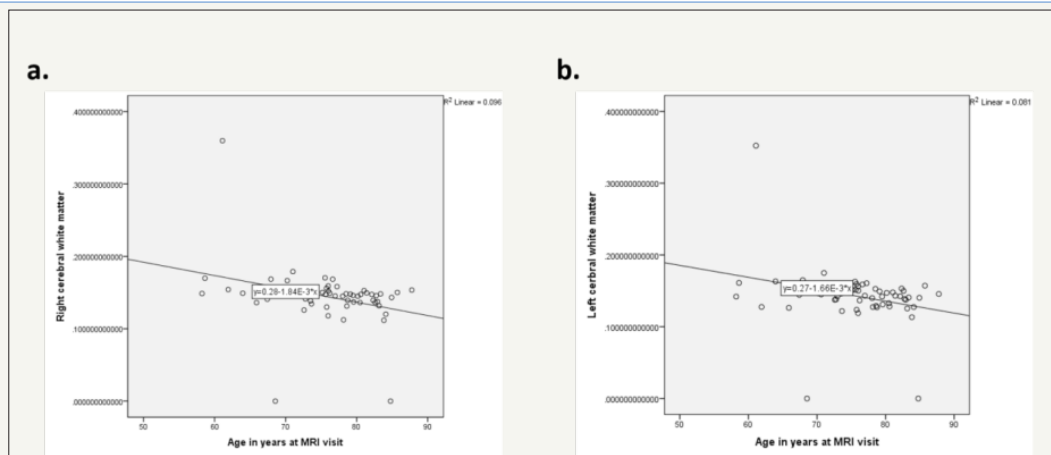 a.
R² Linear = 0.096
.400000000000
.300000000000
.200000000000
.100000000000
.000000000000
Right cerebral white matter
y=0.28-1.84E-3*x
50 60 70 80 90
Age in years at MRI visit
b.
R² Linear = 0.081
.400000000000
.300000000000
.200000000000
.100000000000
.000000000000
Left cerbral white matter
y=0.27-1.66E-3*x
50 60 70 80 90
Age in years at MRI visit